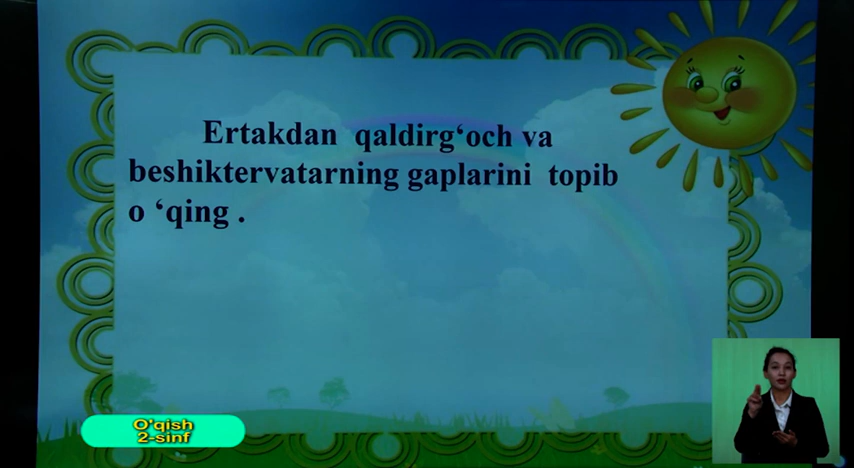 Ertakdan qaldirg‘och va
beshiktervatarning gaplarini topib
o ‘qing .
O'qish
2-sinf